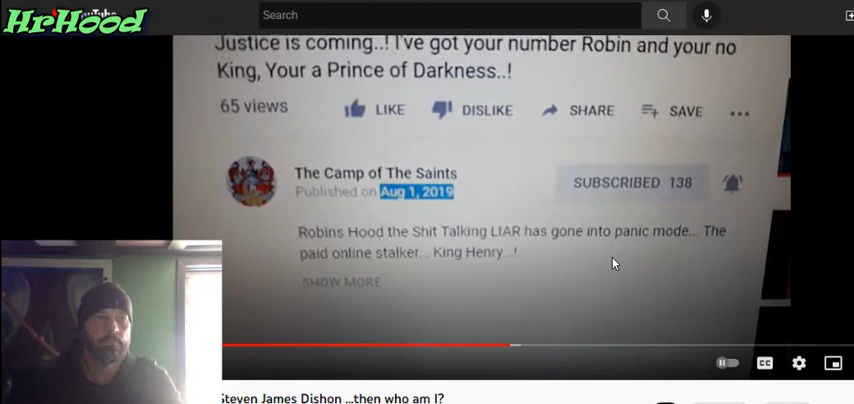 HrHood
YouTube
Search
Justice is coming..! I've got your number Robin and your no
King, Your a Prince of Darkness..!
65 views LIKE DISLIKE SHARE SAVE ...
The Camp of The Saints
Published on Aug 1, 2019
SUBSCRIBED 138
Robins Hood the Shit Talking LIAR has gone into panic mode... The
paid online stalker... King Henry...!
SHOW MORE
CC
Steven James Dishon ...then who am I?